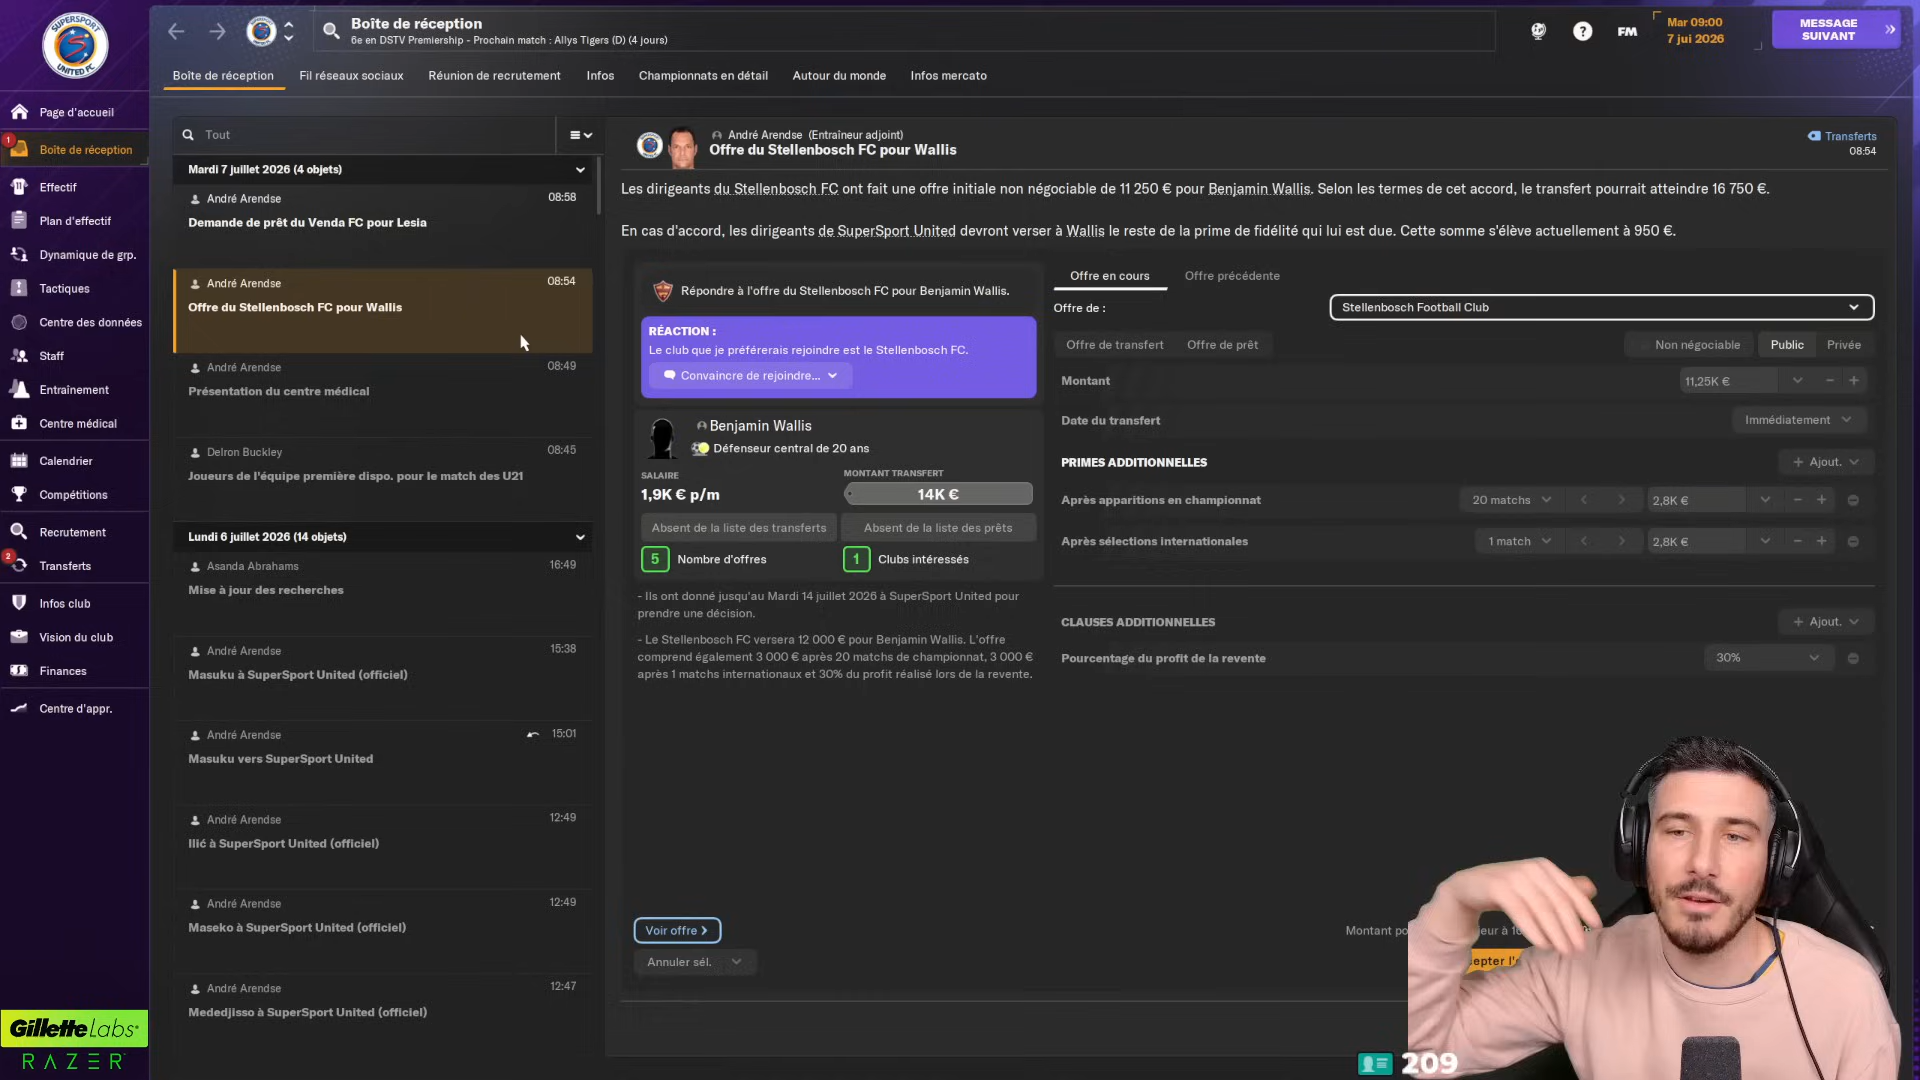 SUPERSPORT
UNITED FC
Boîte de réception
6e en DSTV Premiership - Prochain match : Allys Tigers (D) (4 jours)
FM
Mar 09:00
7 jui 2026
MESSAGE
SUIVANT
Boîte de réception
Fil réseaux sociaux
Réunion de recrutement
Infos
Championnats en détail
Autour du monde
Infos mercato
Page d'accueil
1
Boîte de réception
Effectif
Plan d'effectif
Dynamique de grp.
Tactiques
Centre des données
Staff
Entraînement
Centre médical
Calendrier
Compétitions
Recrutement
2
Transferts
Infos club
Vision du club
Finances
Centre d'appr.
Gillette Labs
RAZER
Tout
Mardi 7 juillet 2026 (4 objets)
André Arendse 08:58
Demande de prêt du Venda FC pour Lesia
André Arendse 08:54
Offre du Stellenbosch FC pour Wallis
André Arendse 08:49
Présentation du centre médical
Delron Buckley 08:45
Joueurs de l'équipe première dispo. pour le match des U21
Lundi 6 juillet 2026 (14 objets)
Asanda Abrahams 16:49
Mise à jour des recherches
André Arendse 15:38
Masuku à SuperSport United (officiel)
André Arendse 15:01
Masuku vers SuperSport United
André Arendse 12:49
Ilić à SuperSport United (officiel)
André Arendse 12:49
Maseko à SuperSport United (officiel)
André Arendse 12:47
Mededjisso à SuperSport United (officiel)
André Arendse (Entraîneur adjoint)
Offre du Stellenbosch FC pour Wallis
Transferts
08:54
Les dirigeants du Stellenbosch FC ont fait une offre initiale non négociable de 11 250 € pour Benjamin Wallis. Selon les termes de cet accord, le transfert pourrait atteindre 16 750 €.
En cas d'accord, les dirigeants de SuperSport United devront verser à Wallis le reste de la prime de fidélité qui lui est due. Cette somme s'élève actuellement à 950 €.
Répondre à l'offre du Stellenbosch FC pour Benjamin Wallis.
RÉACTION :
Le club que je préférerais rejoindre est le Stellenbosch FC.
Convaincre de rejoindre...
Benjamin Wallis
Défenseur central de 20 ans
SALAIRE
1,9K € p/m
MONTANT TRANSFERT
14K €
Absent de la liste des transferts
Absent de la liste des prêts
5 Nombre d'offres
1 Clubs intéressés
- Ils ont donné jusqu'au Mardi 14 juillet 2026 à SuperSport United pour
prendre une décision.
- Le Stellenbosch FC versera 12 000 € pour Benjamin Wallis. L'offre
comprend également 3 000 € après 20 matchs de championnat, 3 000 €
après 1 matchs internationaux et 30% du profit réalisé lors de la revente.
Voir offre
Annuler sél.
Offre en cours
Offre précédente
Offre de :
Stellenbosch Football Club
Offre de transfert
Offre de prêt
Non négociable
Public
Privée
Montant
11,25K €
Date du transfert
Immédiatement
PRIMES ADDITIONNELLES
+ Ajout.
Après apparitions en championnat
20 matchs
2,8K €
Après sélections internationales
1 match
2,8K €
CLAUSES ADDITIONNELLES
+ Ajout.
Pourcentage du profit de la revente
30%
Montant
209